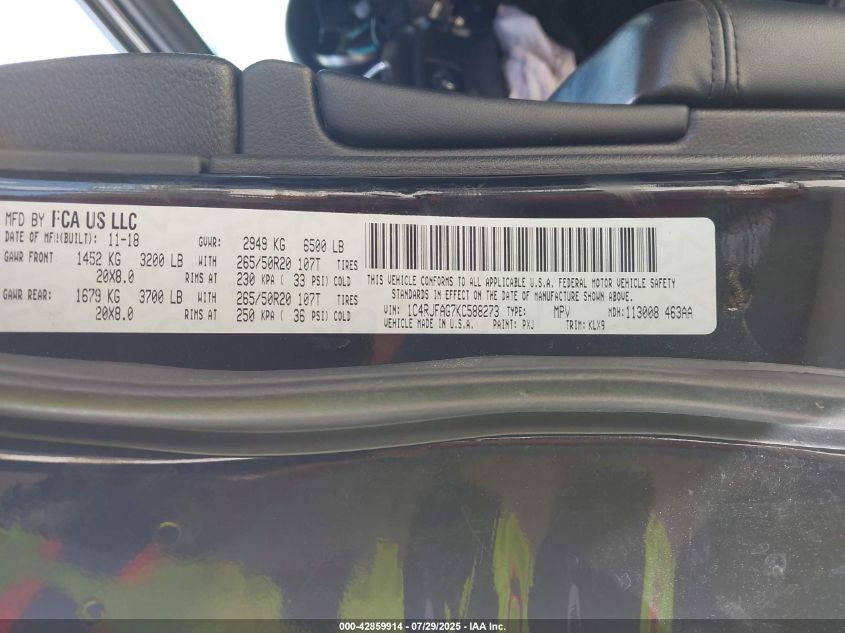 MFD BY FCA US LLC
DATE OF MFR(BUILT): 11-18 GVWR: 2949 KG 6500 LB
GAWR FRONT: 1452 KG 3200 LB WITH 265/50R20 107T TIRES
20X8.0 RIMS AT 230 KPA ( 33 PSI) COLD
GAWR REAR: 1679 KG 3700 LB WITH 265/50R20 107T TIRES
20X8.0 RIMS AT 250 KPA ( 36 PSI) COLD
THIS VEHICLE CONFORMS TO ALL APPLICABLE U.S.A. FEDERAL MOTOR VEHICLE SAFETY
STANDARDS IN EFFECT ON THE DATE OF MANUFACTURE SHOWN ABOVE.
VIN: 1C4RJFAG7KC588273 TYPE: MPV MDH: 113008 463AA
VEHICLE MADE IN U.S.A. PAINT: PXJ TRIM: KLX9
000-42859914 - 07/29/2025 - IAA Inc.